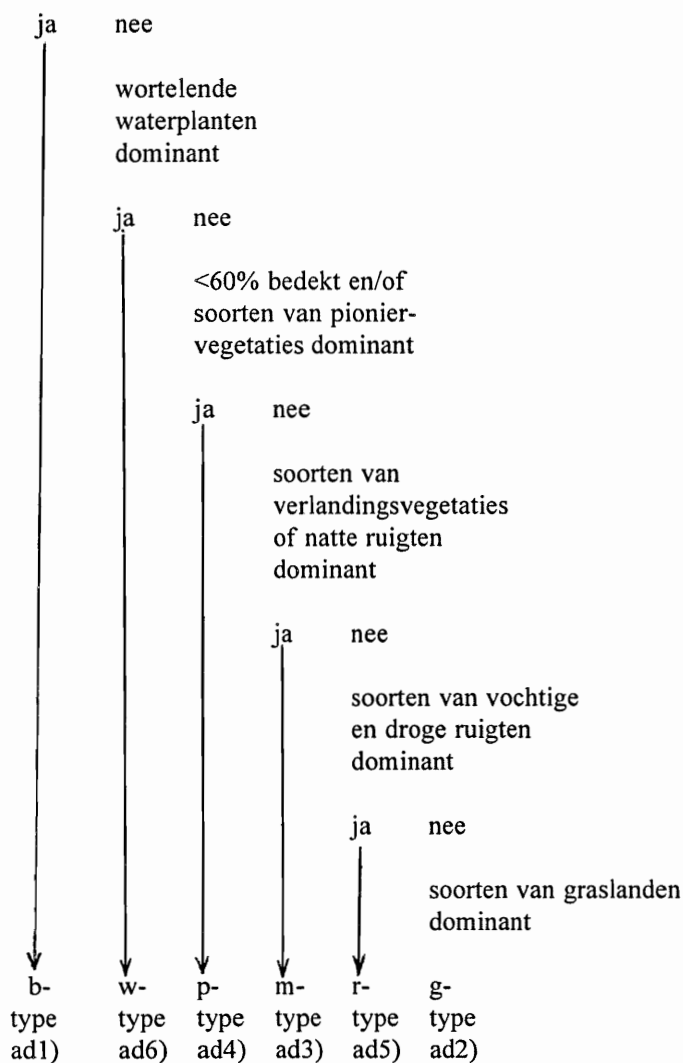 ja nee
wortelende
waterplanten
dominant
ja nee
<60% bedekt en/of
soorten van pionier-
vegetaties dominant
ja nee
soorten van
verlandingsvegetaties
of natte ruigten
dominant
ja nee
soorten van vochtige
en droge ruigten
dominant
ja nee
soorten van graslanden
dominant
b- w- p- m- r- g-
type type type type type type
ad1) ad6) ad4) ad3) ad5) ad2)